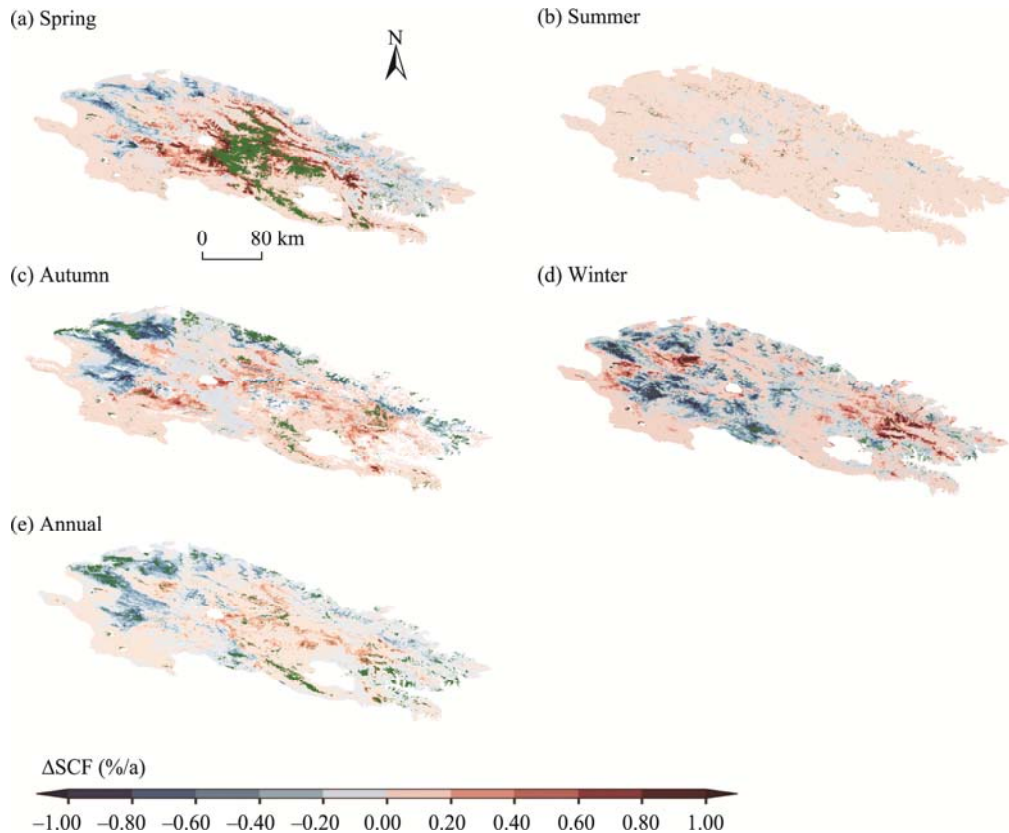 (a) Spring
(b) Summer
N
0 80 km
(c) Autumn
(d) Winter
(e) Annual
ΔSCF (%/a)
–1.00 –0.80 –0.60 –0.40 –0.20 0.00 0.20 0.40 0.60 0.80 1.00